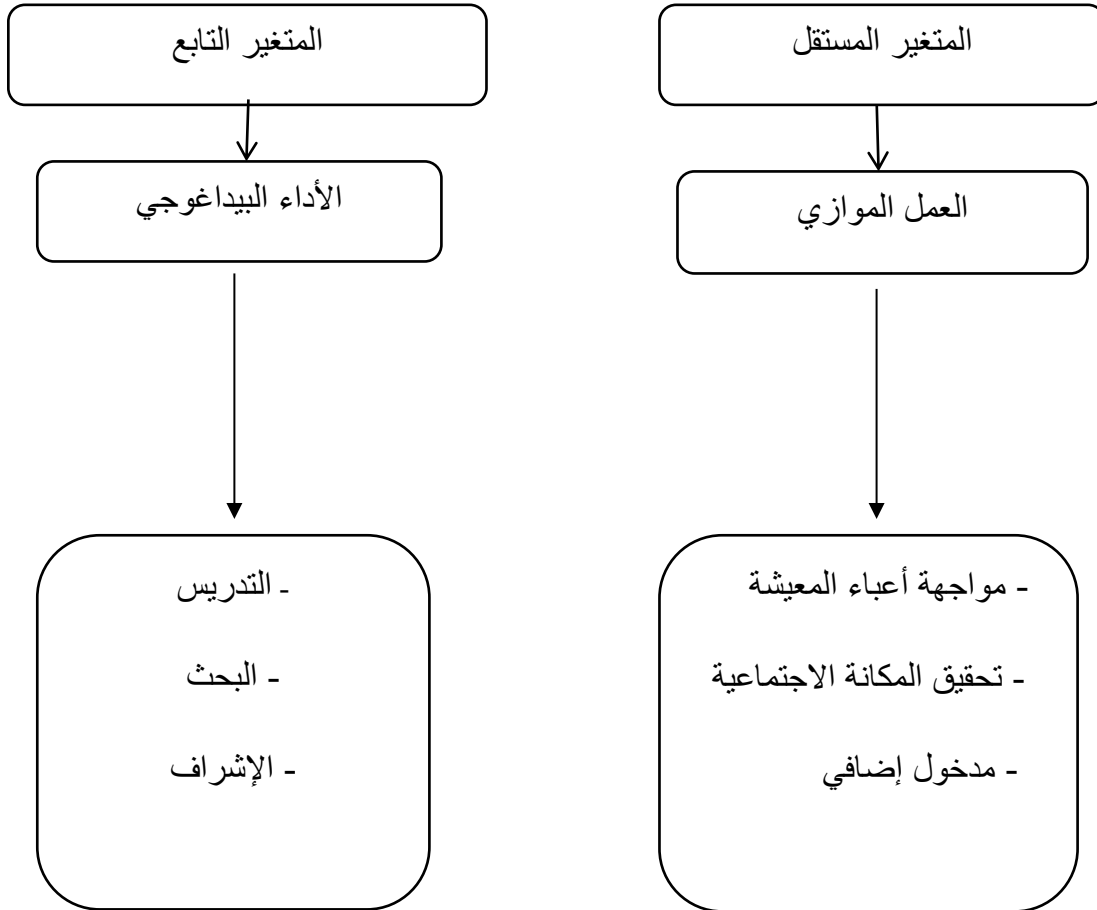 المتغير المستقل
العمل الموازي
- مواجهة أعباء المعيشة
- تحقيق المكانة الاجتماعية
- مدخول إضافي
المتغير التابع
الأداء البيداغوجي
- التدريس
- البحث
- الإشراف